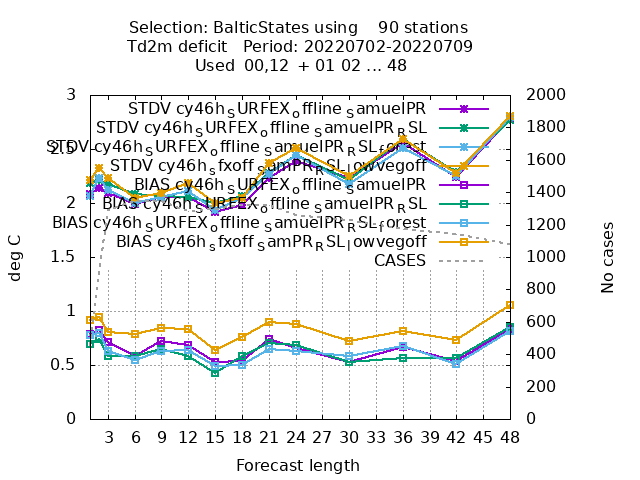 Selection: BalticStates using 90 stations
Td2m deficit Period: 20220702-20220709
Used 00,12 + 01 02 ... 48
3
2.5
2
1.5
1
0.5
0
2000
1800
1600
1400
1200
1000
800
600
400
200
0
STDV cy46h_SURFEX_offline_SamuelPR
STDV cy46h_SURFEX_offline_SamuelPR_RSL
STDV cy46h_SURFEX_offline_SamuelPR_RSL_forest
STDV cy46h_sfxoff_SamPR_RSL_lowvegoff
BIAS cy46h_SURFEX_offline_SamuelPR
BIAS cy46h_SURFEX_offline_SamuelPR_RSL
BIAS cy46h_SURFEX_offline_SamuelPR_RSL_forest
BIAS cy46h_sfxoff_SamPR_RSL_lowvegoff
CASES
deg C
No cases
3 6 9 12 15 18 21 24 27 30 33 36 39 42 45 48
Forecast length